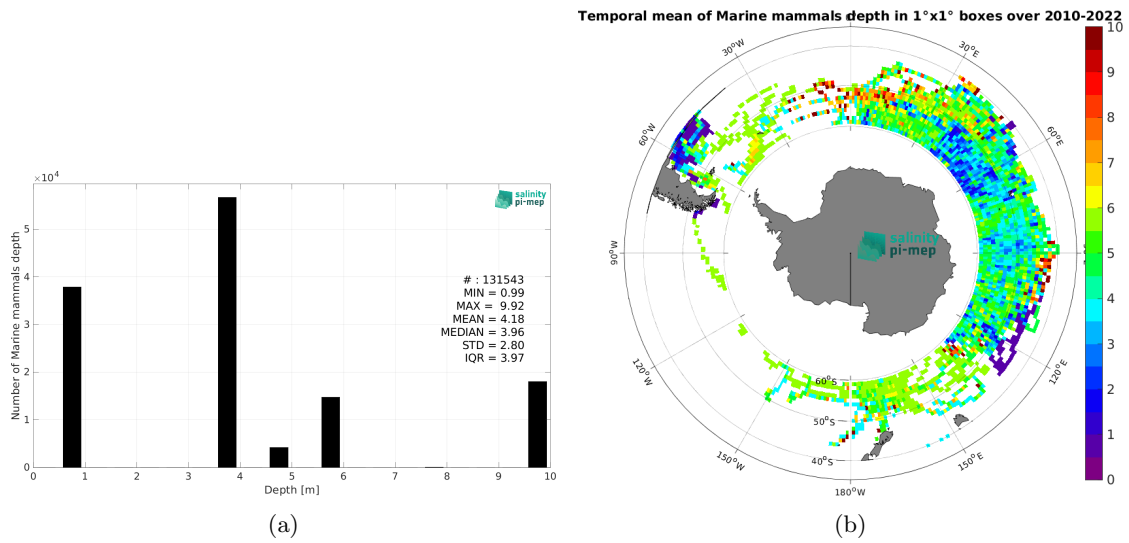 Temporal mean of Marine mammals depth in 1°x1° boxes over 2010-2022
×10⁴
Number of Marine mammals depth
5
4
3
2
1
0
0 1 2 3 4 5 6 7 8 9 10
Depth [m]
salinity
pi-mep
# : 131543
MIN = 0.99
MAX = 9.92
MEAN = 4.18
MEDIAN = 3.96
STD = 2.80
IQR = 3.97
(a)
30°W
30°E
60°W
60°E
90°W
120°W
120°E
150°W
150°E
180°W
60°S
50°S
40°S
salinity
pi-mep
10
9
8
7
6
5
4
3
2
1
0
(b)